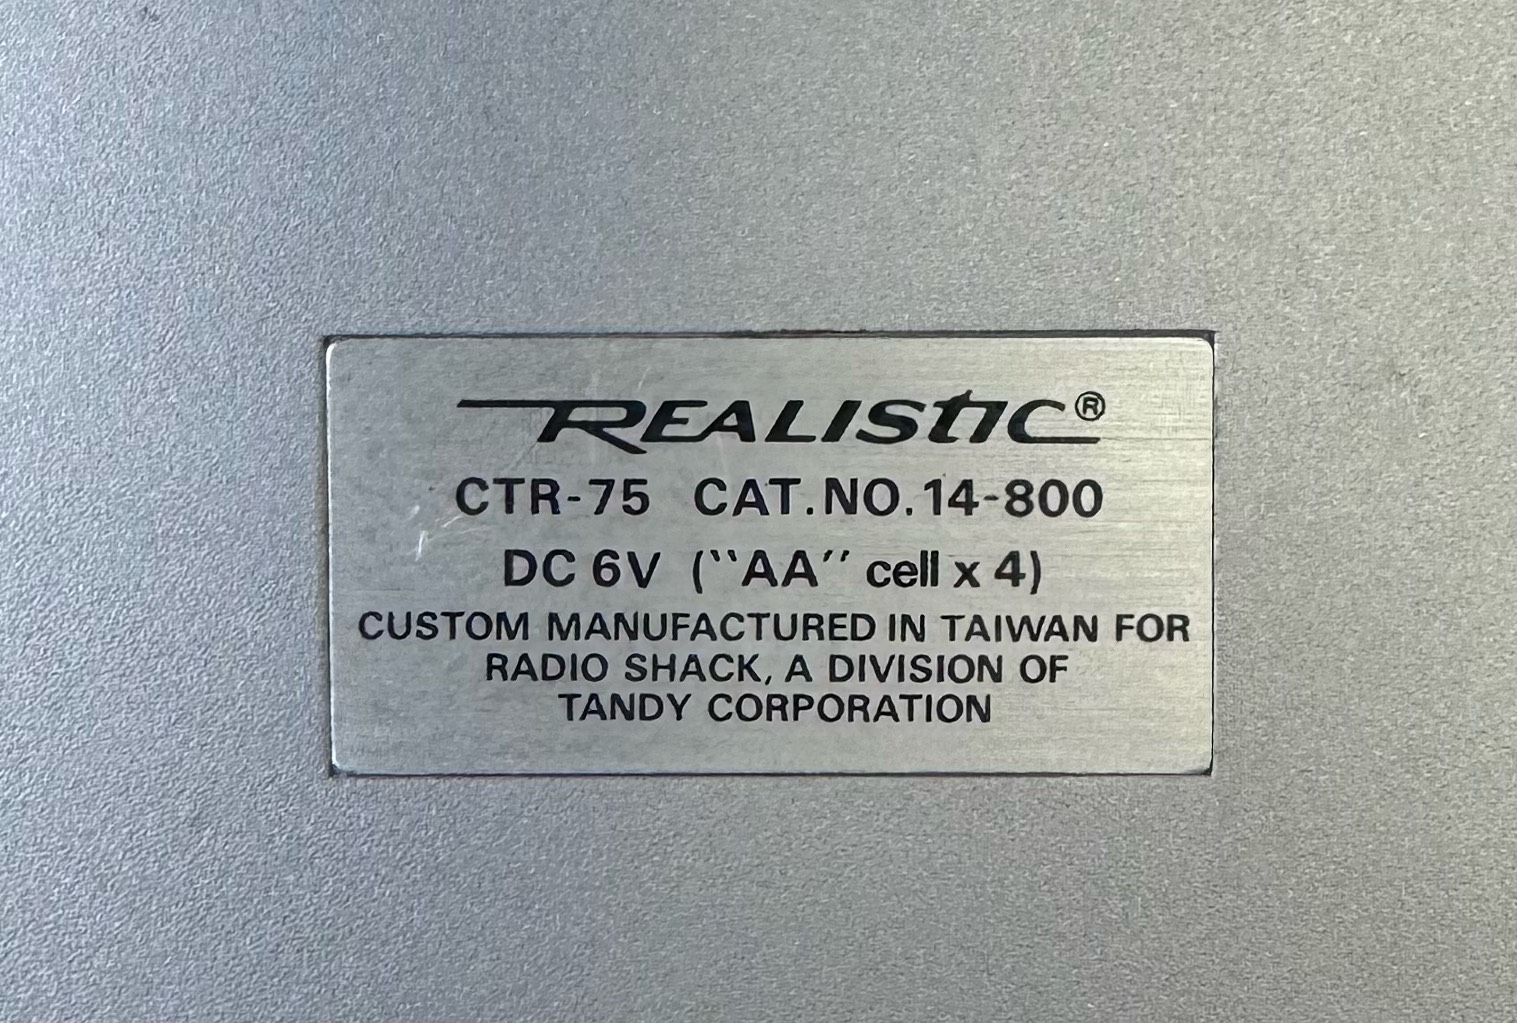 REALISTIC®
CTR-75 CAT.NO.14-800
DC 6V ("AA" cell x 4)
CUSTOM MANUFACTURED IN TAIWAN FOR
RADIO SHACK, A DIVISION OF
TANDY CORPORATION